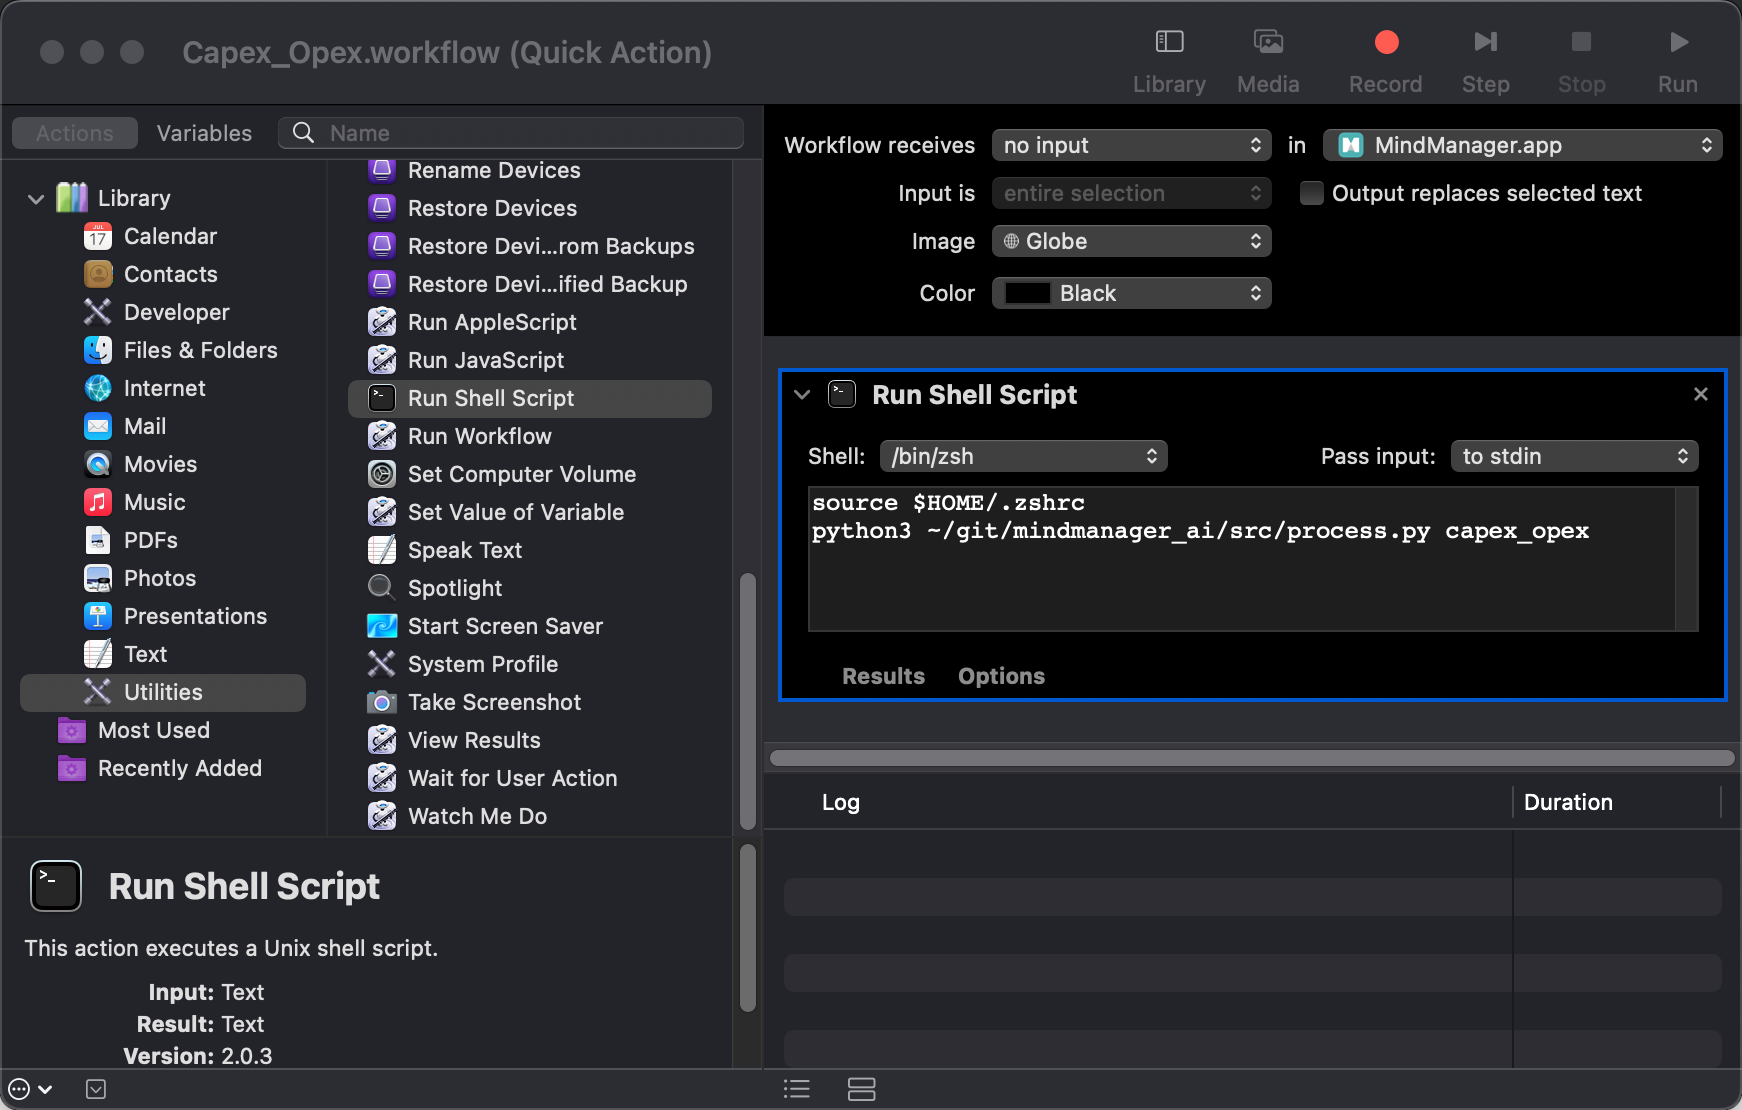 Capex_Opex.workflow (Quick Action)
Library
Media
Record
Step
Stop
Run
Actions
Variables
Name
Library
JUL
17
Calendar
Contacts
Developer
Files & Folders
Internet
Mail
Movies
Music
PDFs
Photos
Presentations
Text
Utilities
Most Used
Recently Added
Rename Devices
Restore Devices
Restore Devi...rom Backups
Restore Devi...ified Backup
Run AppleScript
Run JavaScript
Run Shell Script
Run Workflow
Set Computer Volume
Set Value of Variable
Speak Text
Spotlight
Start Screen Saver
System Profile
Take Screenshot
View Results
Wait for User Action
Watch Me Do
Run Shell Script
This action executes a Unix shell script.
Input: Text
Result: Text
Version: 2.0.3
Workflow receives no input in MindManager.app
Input is entire selection Output replaces selected text
Image Globe
Color Black
Run Shell Script
Shell: /bin/zsh Pass input: to stdin
source $HOME/.zshrc
python3 ~/git/mindmanager_ai/src/process.py capex_opex
Results Options
Log Duration